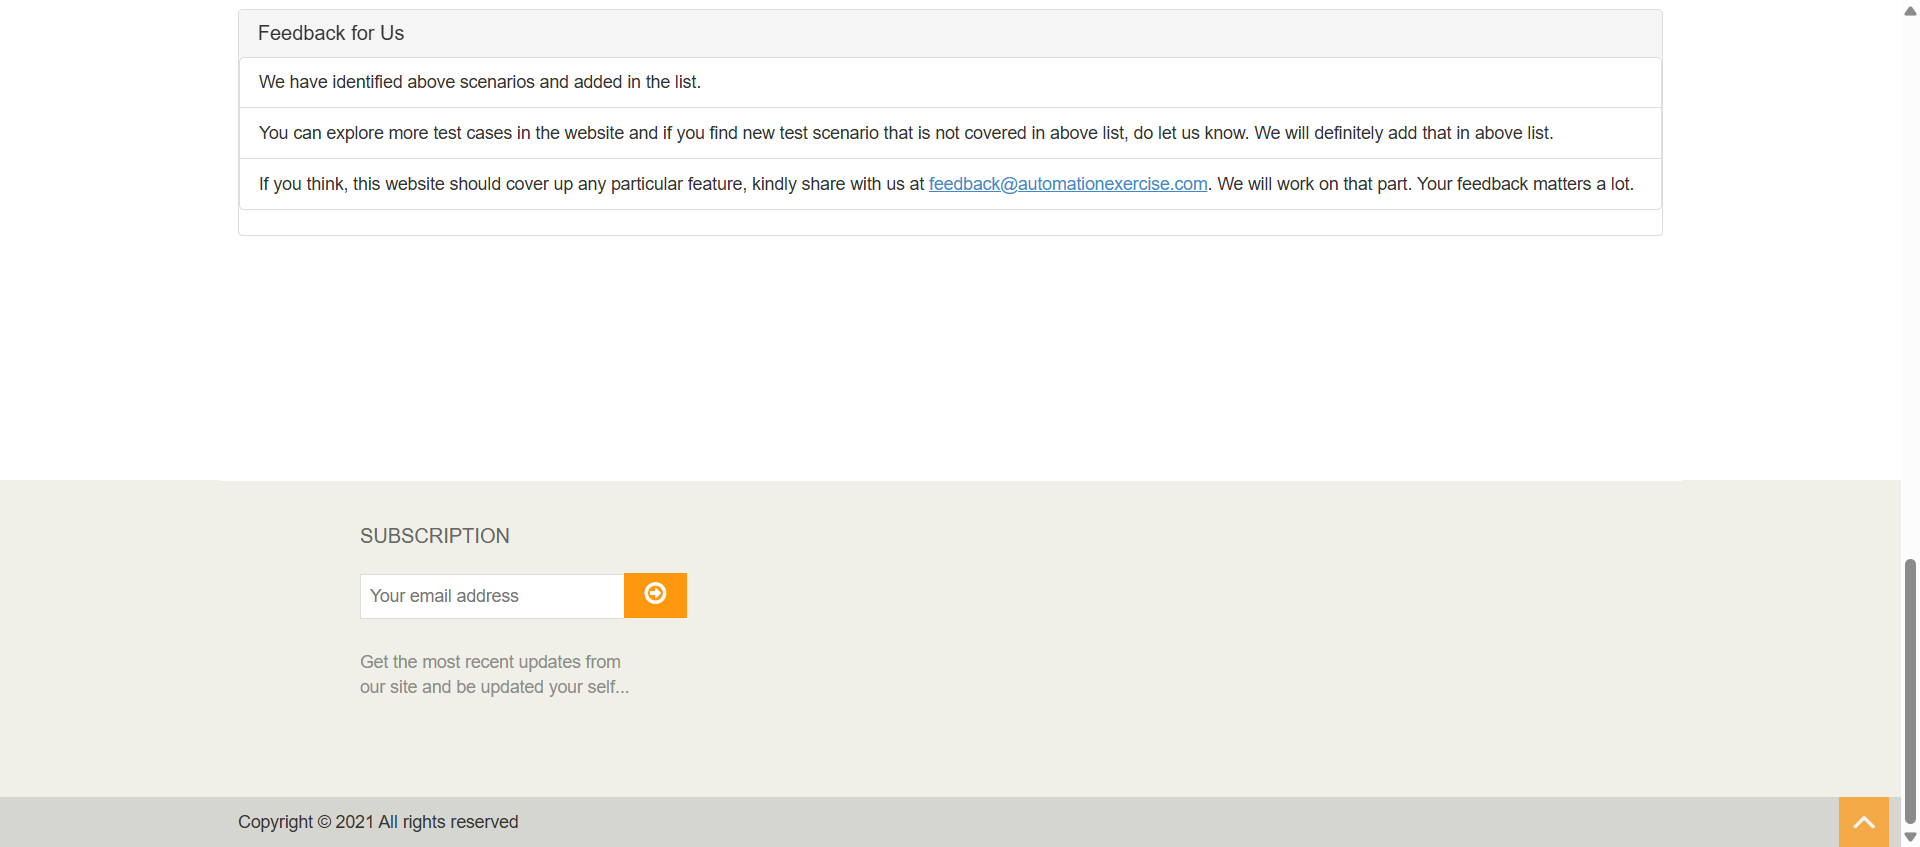 Feedback for Us
We have identified above scenarios and added in the list.
You can explore more test cases in the website and if you find new test scenario that is not covered in above list, do let us know. We will definitely add that in above list.
If you think, this website should cover up any particular feature, kindly share with us at feedback@automationexercise.com. We will work on that part. Your feedback matters a lot.
SUBSCRIPTION
Your email address
Get the most recent updates from
our site and be updated your self...
Copyright © 2021 All rights reserved